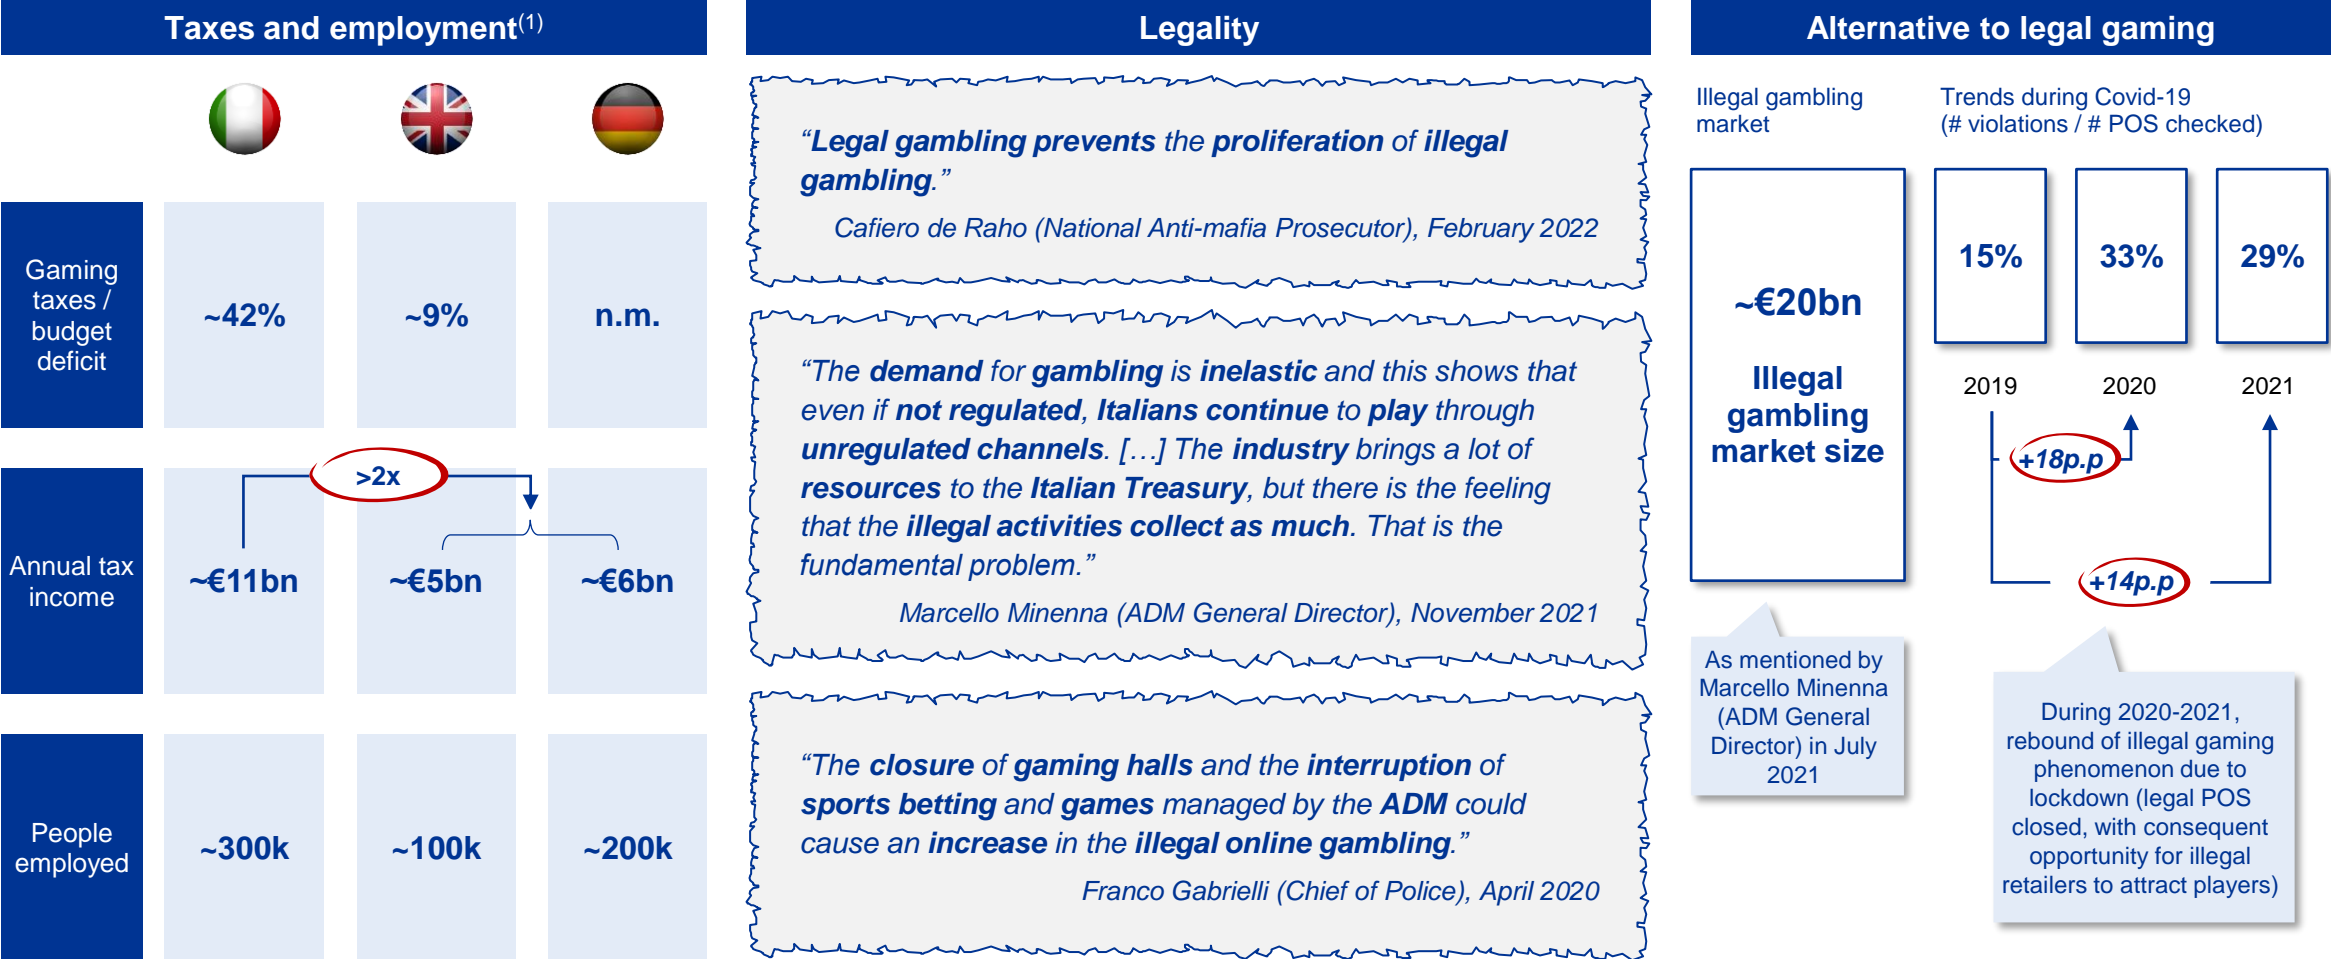 Taxes and employment(1)
Gaming
taxes /
budget
deficit
~42%
~9%
n.m.
>2x
Annual tax
income
~€11bn
~€5bn
~€6bn
People
employed
~300k
~100k
~200k
Legality
“Legal gambling prevents the proliferation of illegal
gambling.”
Cafiero de Raho (National Anti-mafia Prosecutor), February 2022
“The demand for gambling is inelastic and this shows that
even if not regulated, Italians continue to play through
unregulated channels. […] The industry brings a lot of
resources to the Italian Treasury, but there is the feeling
that the illegal activities collect as much. That is the
fundamental problem.”
Marcello Minenna (ADM General Director), November 2021
“The closure of gaming halls and the interruption of
sports betting and games managed by the ADM could
cause an increase in the illegal online gambling.”
Franco Gabrielli (Chief of Police), April 2020
Alternative to legal gaming
Illegal gambling
market
~€20bn
Illegal
gambling
market size
As mentioned by
Marcello Minenna
(ADM General
Director) in July
2021
Trends during Covid-19
(# violations / # POS checked)
15%
33%
29%
2019
2020
2021
+18p.p
+14p.p
During 2020-2021,
rebound of illegal gaming
phenomenon due to
lockdown (legal POS
closed, with consequent
opportunity for illegal
retailers to attract players)